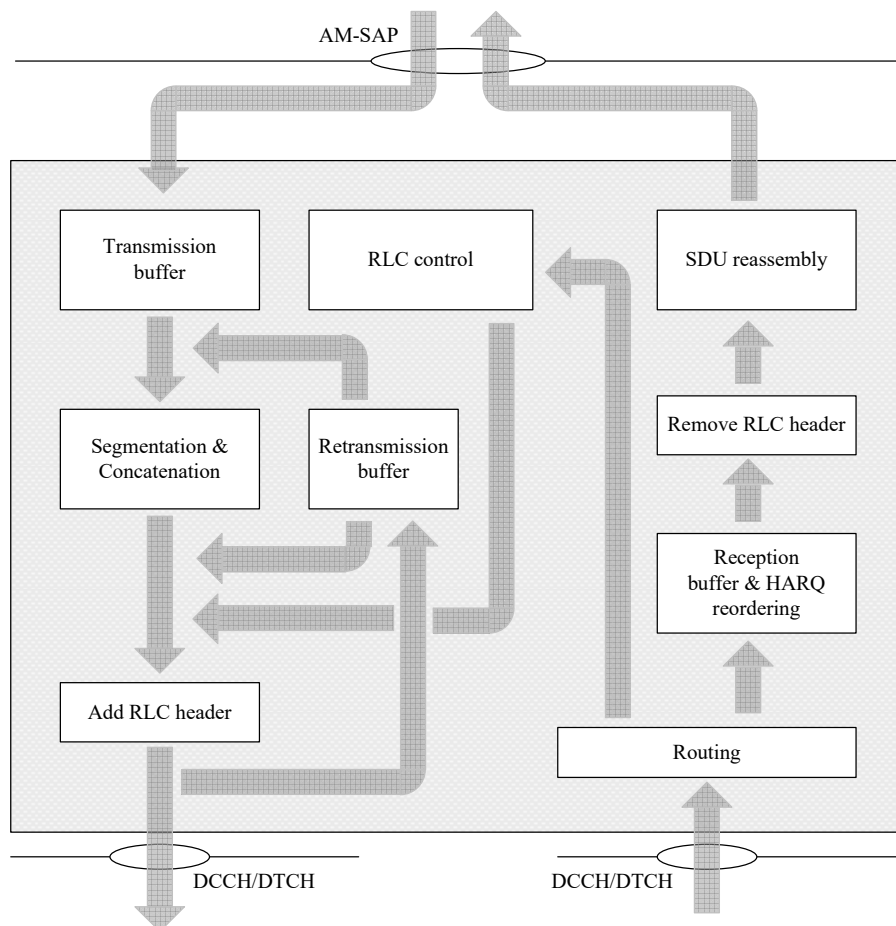 AM-SAP
Transmission
buffer
RLC control
SDU reassembly
Segmentation &
Concatenation
Retransmission
buffer
Remove RLC header
Reception
buffer & HARQ
reordering
Add RLC header
Routing
DCCH/DTCH
DCCH/DTCH